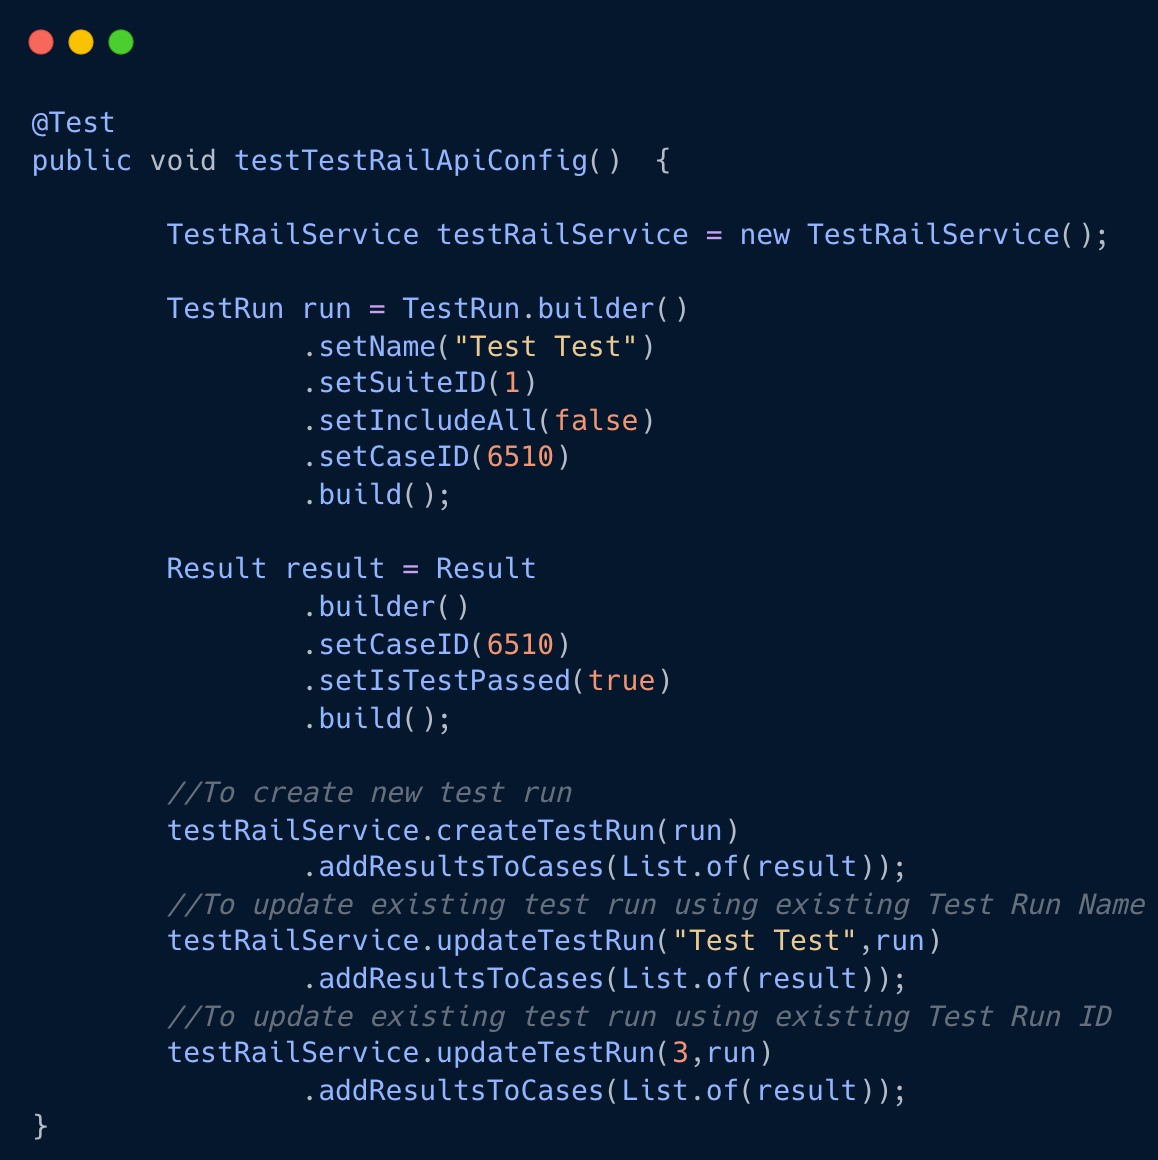 @Test
public void testTestRailApiConfig()  {
TestRailService testRailService = new TestRailService();
TestRun run = TestRun.builder()
.setName("Test Test")
.setSuiteID(1)
.setIncludeAll(false)
.setCaseID(6510)
.build();
Result result = Result
.builder()
.setCaseID(6510)
.setIsTestPassed(true)
.build();
//To create new test run
testRailService.createTestRun(run)
.addResultsToCases(List.of(result));
//To update existing test run using existing Test Run Name
testRailService.updateTestRun("Test Test",run)
.addResultsToCases(List.of(result));
//To update existing test run using existing Test Run ID
testRailService.updateTestRun(3,run)
.addResultsToCases(List.of(result));
}